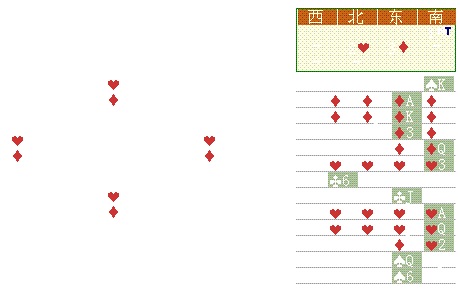 西 北 东 南
T
♠K
♦ ♦ ♦A ♦
♦ ♦ ♦K ♦
♦3 ♦
♦ ♦Q
♥ ♥ ♥ ♥3
♣6
♣J
♥ ♥ ♥ ♥A
♥ ♥ ♥ ♥Q
♦ ♥2
♠Q
♠6